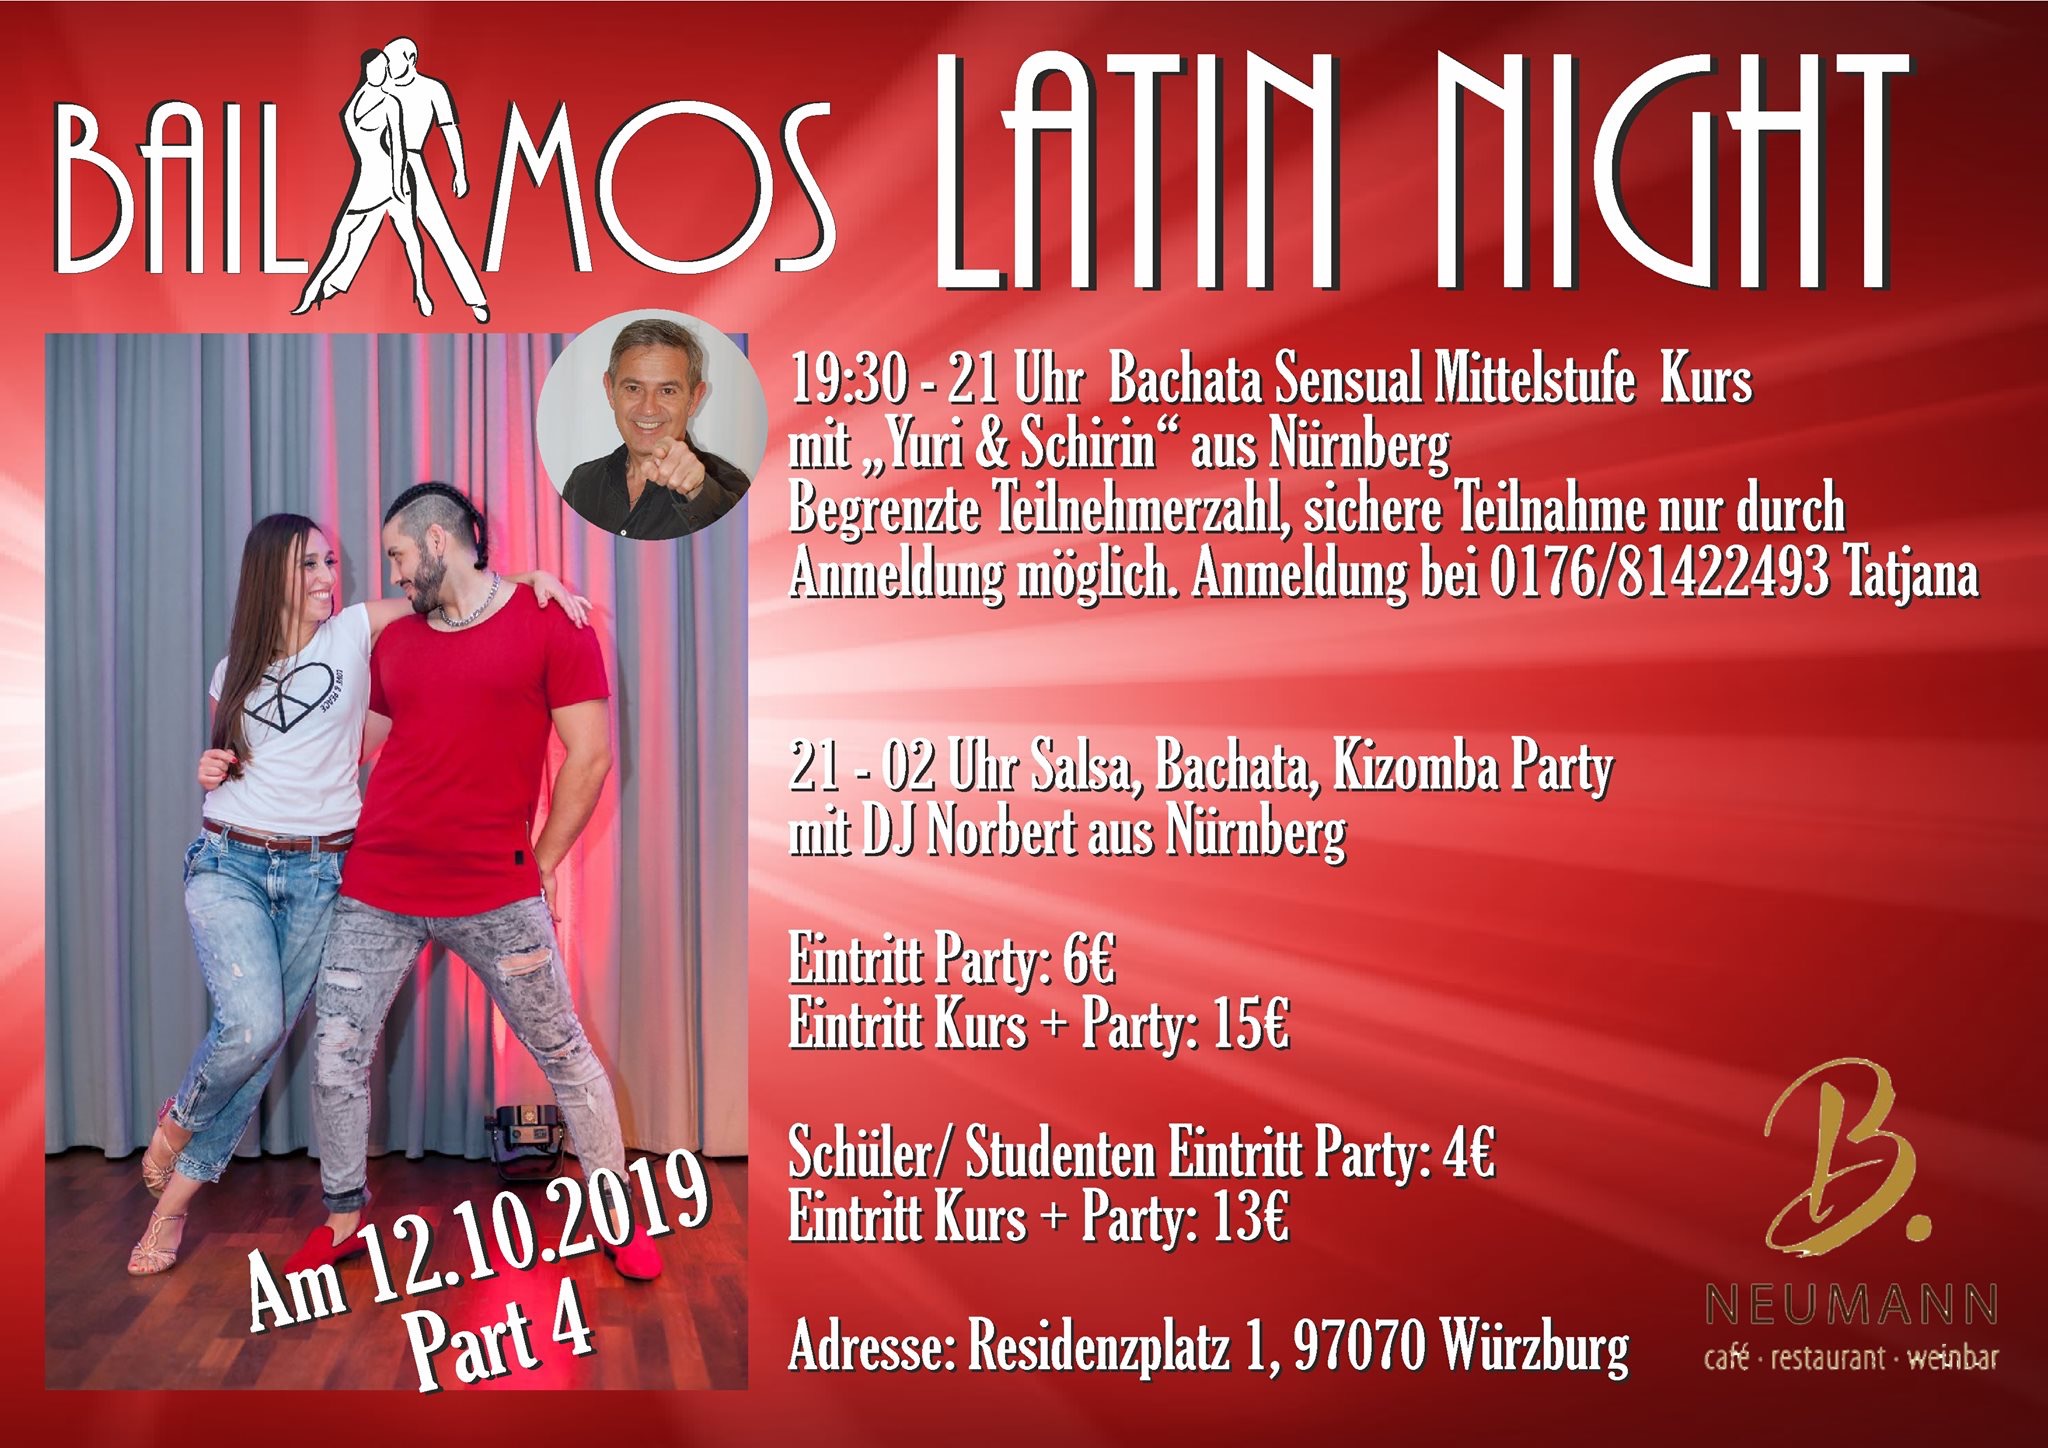 BAILAMOS LATIN NIGHT
19:30 - 21 Uhr Bachata Sensual Mittelstufe Kurs
mit „Yuri & Schirin“ aus Nürnberg
Begrenzte Teilnehmerzahl, sichere Teilnahme nur durch
Anmeldung möglich. Anmeldung bei 0176/81422493 Tatjana
21 - 02 Uhr Salsa, Bachata, Kizomba Party
mit DJ Norbert aus Nürnberg
Eintritt Party: 6€
Eintritt Kurs + Party: 15€
Schüler/ Studenten Eintritt Party: 4€
Eintritt Kurs + Party: 13€
Adresse: Residenzplatz 1, 97070 Würzburg
LOVE & PEACE
Am 12.10.2019
Part 4
B.
NEUMANN
café · restaurant · weinbar